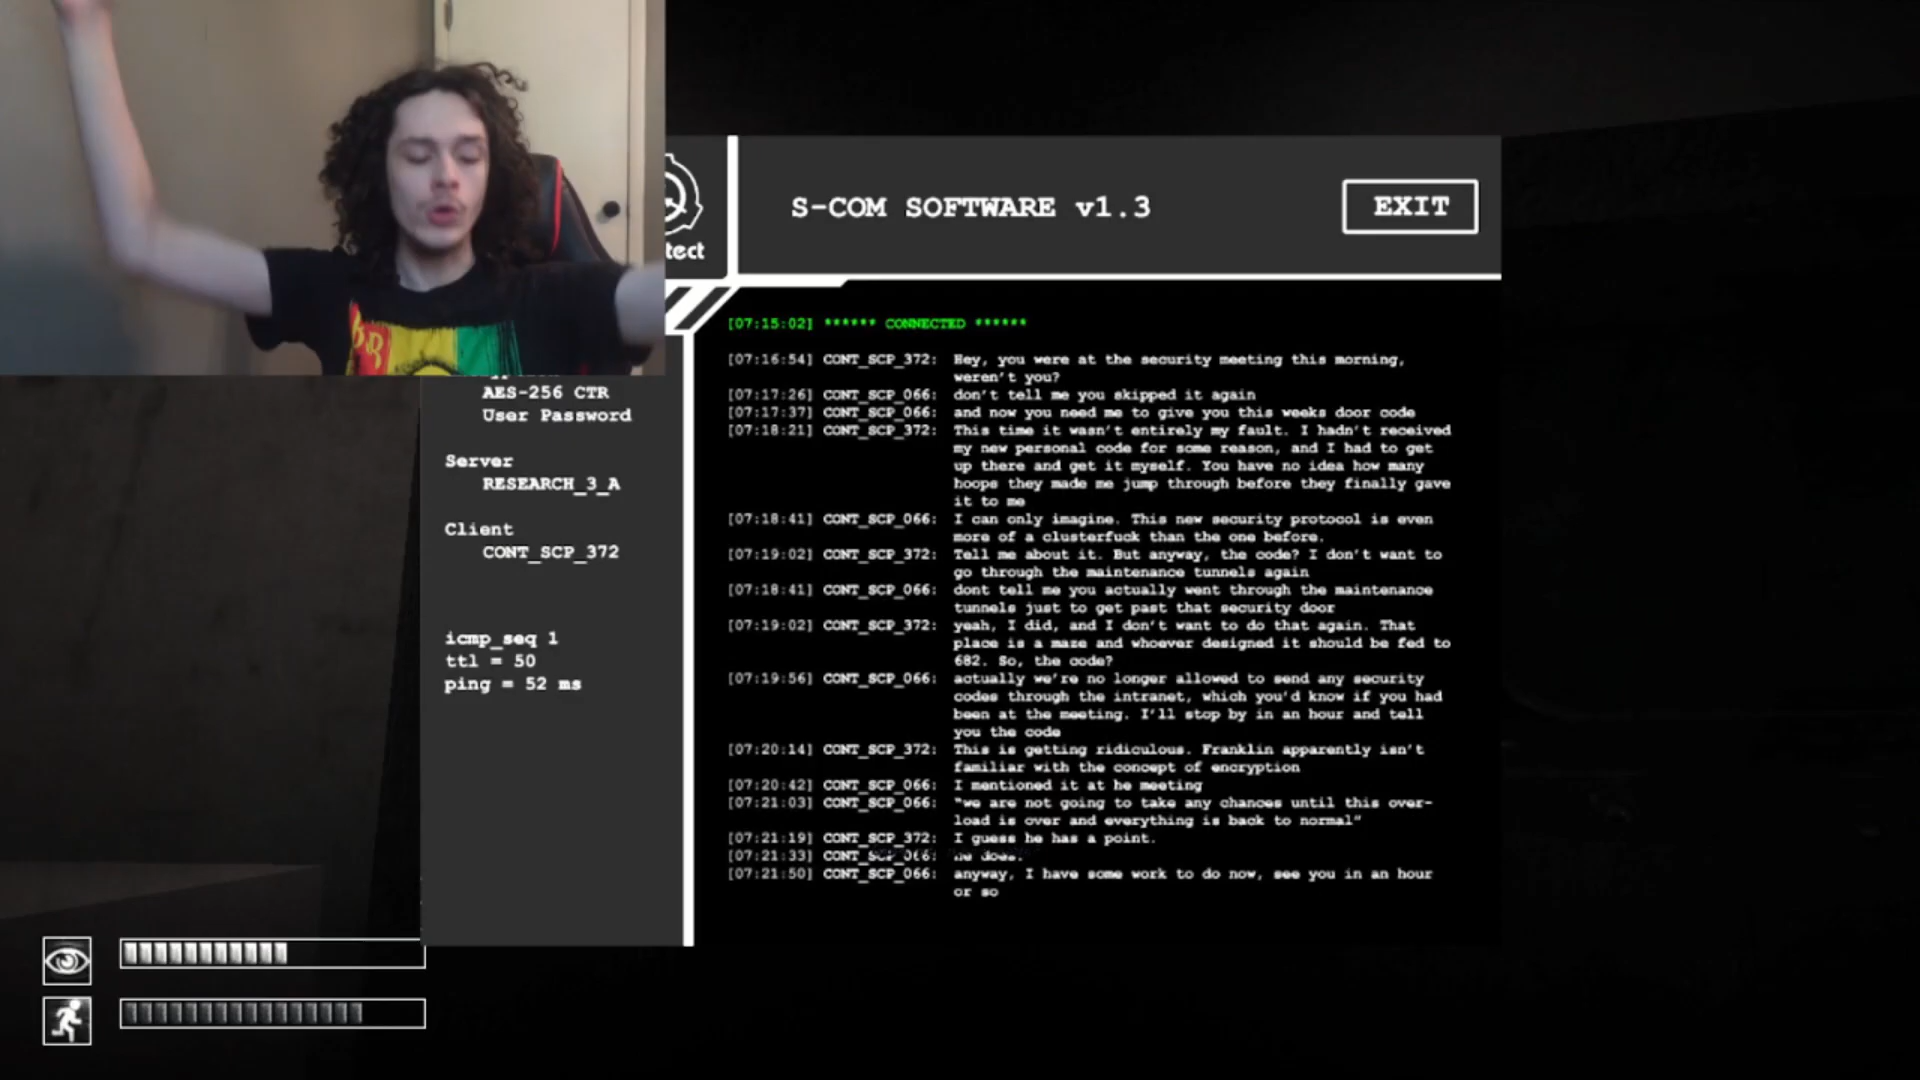 tect
S-COM SOFTWARE v1.3
EXIT
AES-256 CTR
User Password
Server
RESEARCH_3_A
Client
CONT_SCP_372
icmp_seq 1
ttl = 50
ping = 52 ms
[07:15:02] ****** CONNECTED ******
[07:16:54] CONT_SCP_372: Hey, you were at the security meeting this morning,
weren't you?
[07:17:26] CONT_SCP_066: don't tell me you skipped it again
[07:17:37] CONT_SCP_066: and now you need me to give you this weeks door code
[07:18:21] CONT_SCP_372: This time it wasn't entirely my fault. I hadn't received
my new personal code for some reason, and I had to get
up there and get it myself. You have no idea how many
hoops they made me jump through before they finally gave
it to me
[07:18:41] CONT_SCP_066: I can only imagine. This new security protocol is even
more of a clusterfuck than the one before.
[07:19:02] CONT_SCP_372: Tell me about it. But anyway, the code? I don't want to
go through the maintenance tunnels again
[07:18:41] CONT_SCP_066: dont tell me you actually went through the maintenance
tunnels just to get past that security door
[07:19:02] CONT_SCP_372: yeah, I did, and I don't want to do that again. That
place is a maze and whoever designed it should be fed to
682. So, the code?
[07:19:56] CONT_SCP_066: actually we're no longer allowed to send any security
codes through the intranet, which you'd know if you had
been at the meeting. I'll stop by in an hour and tell
you the code
[07:20:14] CONT_SCP_372: This is getting ridiculous. Franklin apparently isn't
familiar with the concept of encryption
[07:20:42] CONT_SCP_066: I mentioned it at he meeting
[07:21:03] CONT_SCP_066: "we are not going to take any chances until this over-
load is over and everything is back to normal"
[07:21:19] CONT_SCP_372: I guess he has a point.
[07:21:33] CONT_SCP_066: he does.
[07:21:50] CONT_SCP_066: anyway, I have some work to do now, see you in an hour
or so